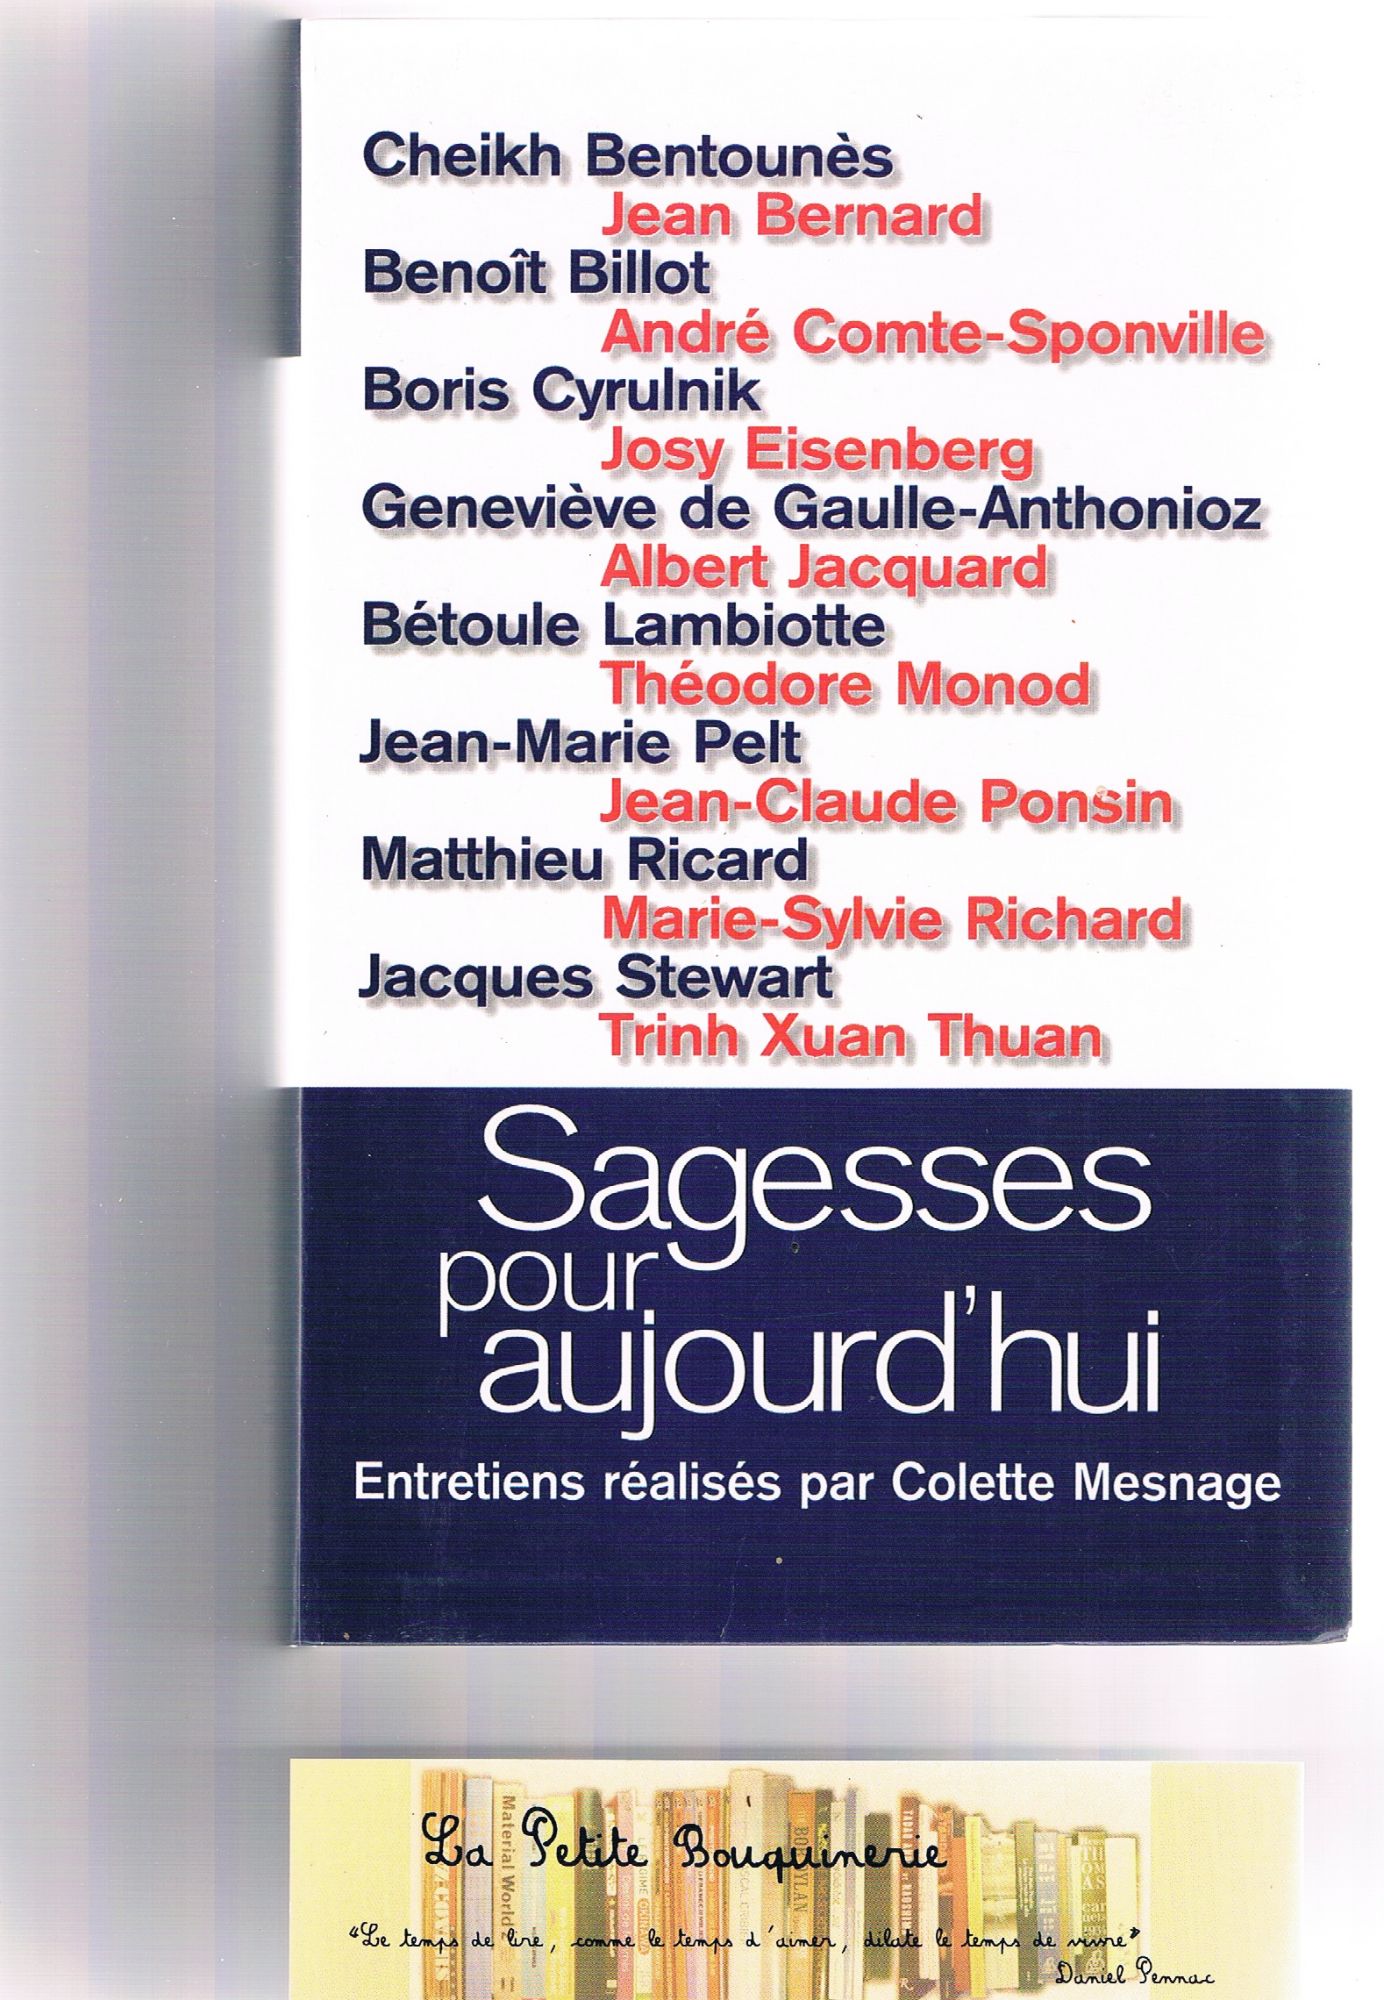 Cheikh Bentounès
Jean Bernard
Benoît Billot
André Comte-Sponville
Boris Cyrulnik
Josy Eisenberg
Geneviève de Gaulle-Anthonioz
Albert Jacquard
Bétoule Lambiotte
Théodore Monod
Jean-Marie Pelt
Jean-Claude Ponsin
Matthieu Ricard
Marie-Sylvie Richard
Jacques Stewart
Trinh Xuan Thuan
Sagesses
pour
aujourd'hui
Entretiens réalisés par Colette Mesnage
La Petite Bouquinerie
Material World
"Le temps de lire, comme le temps d'aimer, dilate le temps de vivre"
Daniel Pennac